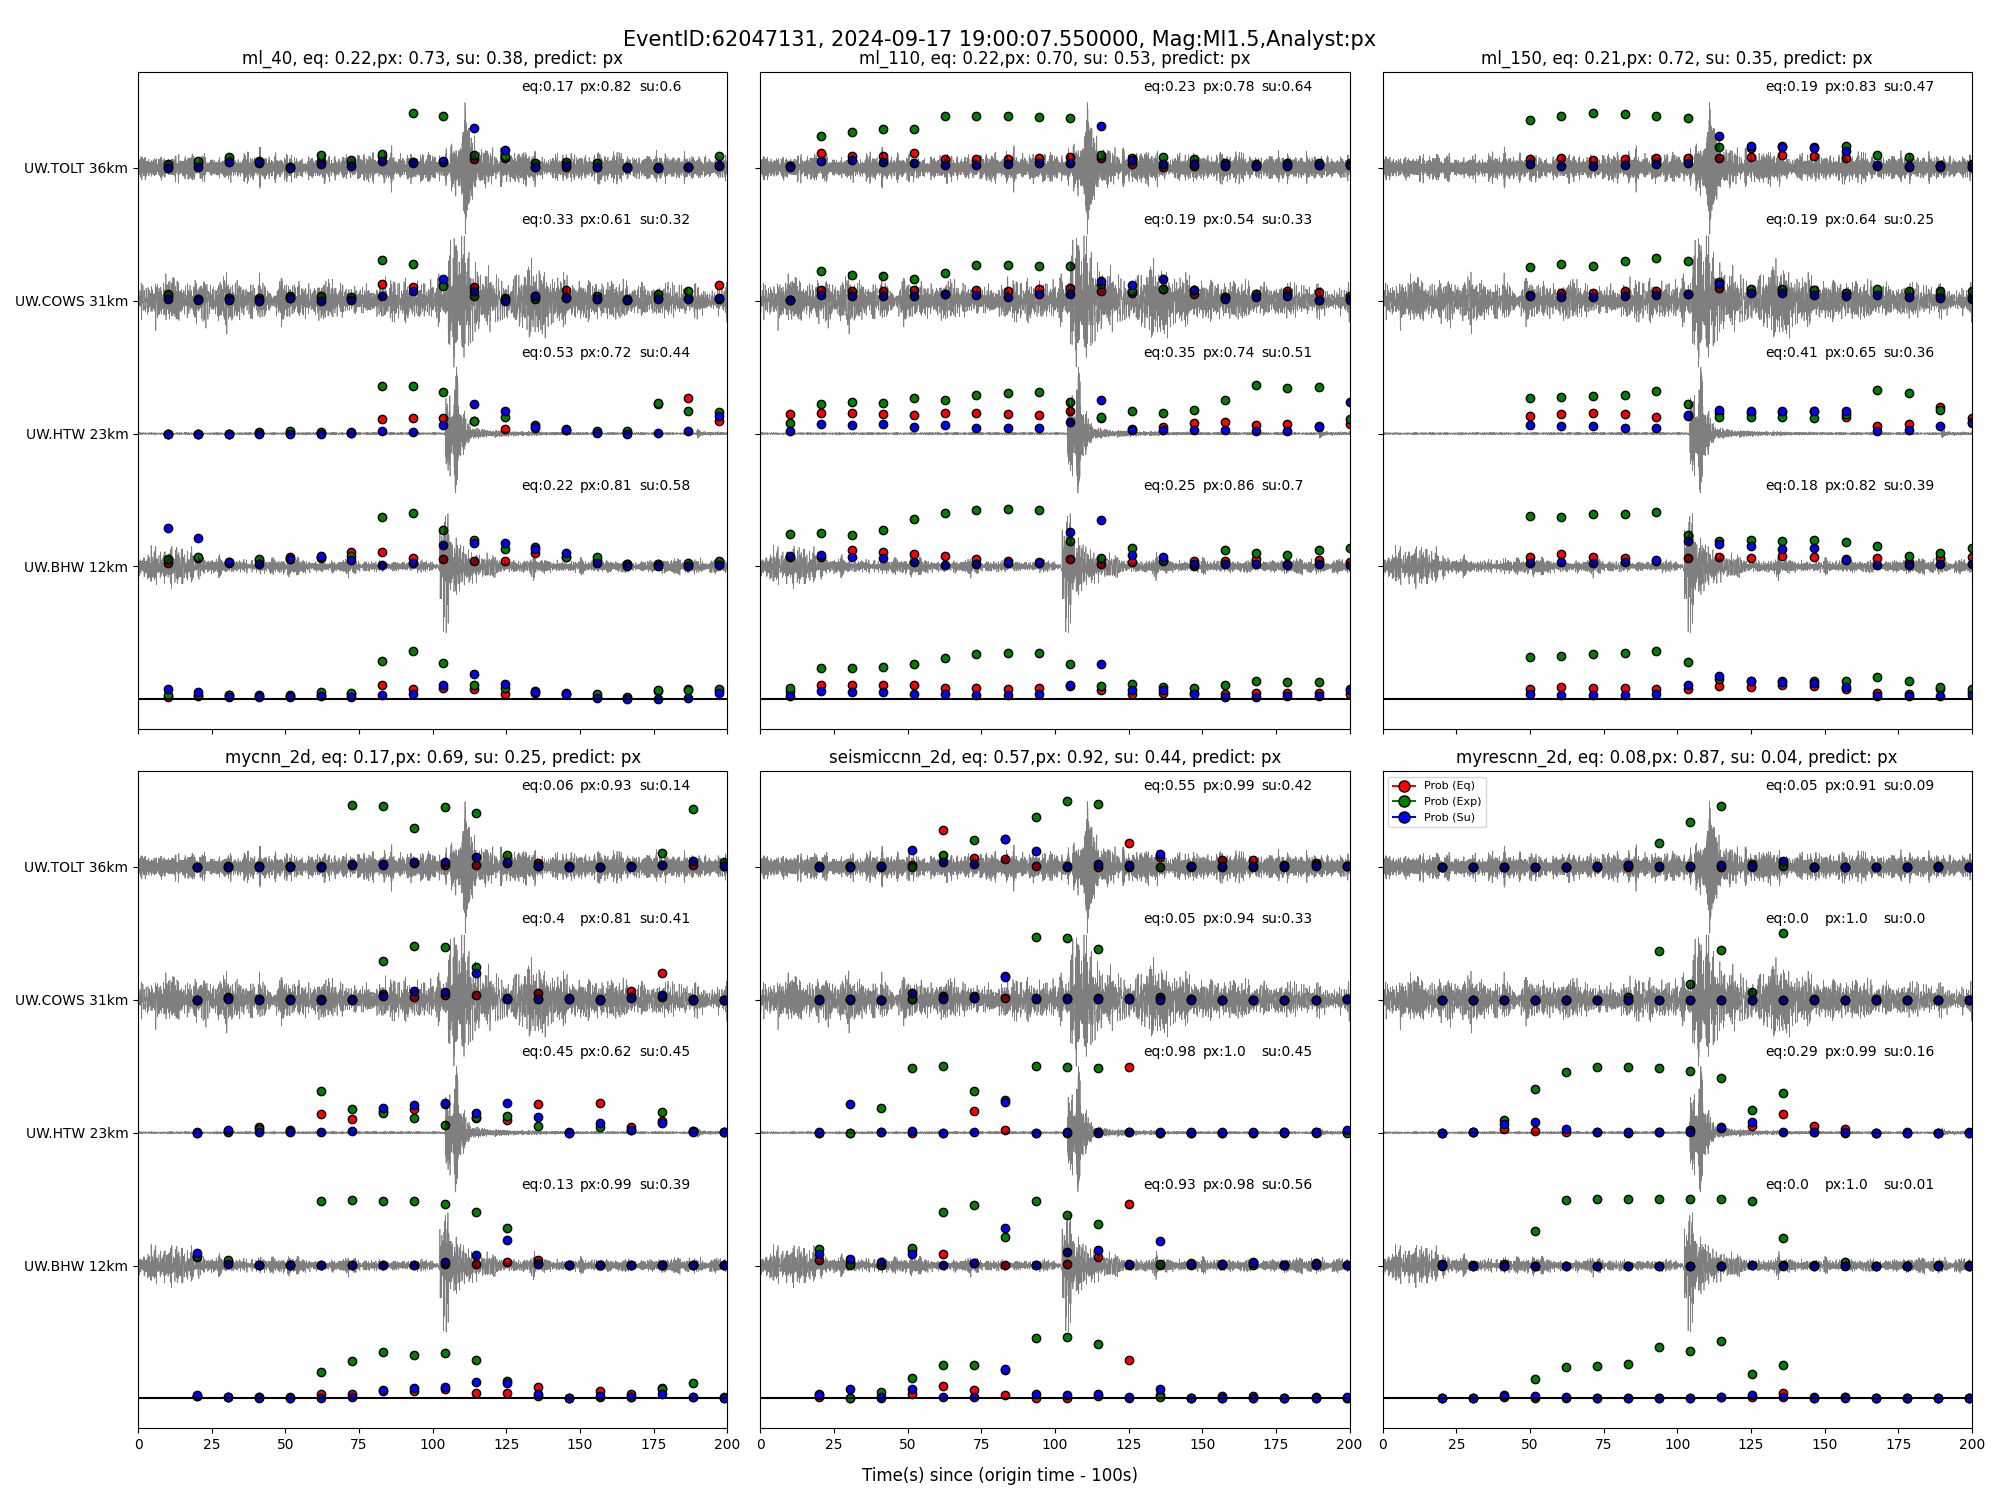 EventID:62047131, 2024-09-17 19:00:07.550000, Mag:Ml1.5,Analyst:px
ml_40, eq: 0.22,px: 0.73, su: 0.38, predict: px
eq:0.17 px:0.82 su:0.6
UW.TOLT 36km
eq:0.33 px:0.61 su:0.32
UW.COWS 31km
eq:0.53 px:0.72 su:0.44
UW.HTW 23km
eq:0.22 px:0.81 su:0.58
UW.BHW 12km
ml_110, eq: 0.22,px: 0.70, su: 0.53, predict: px
eq:0.23 px:0.78 su:0.64
eq:0.19 px:0.54 su:0.33
eq:0.35 px:0.74 su:0.51
eq:0.25 px:0.86 su:0.7
ml_150, eq: 0.21,px: 0.72, su: 0.35, predict: px
eq:0.19 px:0.83 su:0.47
eq:0.19 px:0.64 su:0.25
eq:0.41 px:0.65 su:0.36
eq:0.18 px:0.82 su:0.39
mycnn_2d, eq: 0.17,px: 0.69, su: 0.25, predict: px
eq:0.06 px:0.93 su:0.14
UW.TOLT 36km
eq:0.4 px:0.81 su:0.41
UW.COWS 31km
eq:0.45 px:0.62 su:0.45
UW.HTW 23km
eq:0.13 px:0.99 su:0.39
UW.BHW 12km
0 25 50 75 100 125 150 175 200
seismiccnn_2d, eq: 0.57,px: 0.92, su: 0.44, predict: px
eq:0.55 px:0.99 su:0.42
eq:0.05 px:0.94 su:0.33
eq:0.98 px:1.0 su:0.45
eq:0.93 px:0.98 su:0.56
0 25 50 75 100 125 150 175 200
myrescnn_2d, eq: 0.08,px: 0.87, su: 0.04, predict: px
Prob (Eq)
Prob (Exp)
Prob (Su)
eq:0.05 px:0.91 su:0.09
eq:0.0 px:1.0 su:0.0
eq:0.29 px:0.99 su:0.16
eq:0.0 px:1.0 su:0.01
0 25 50 75 100 125 150 175 200
Time(s) since (origin time - 100s)